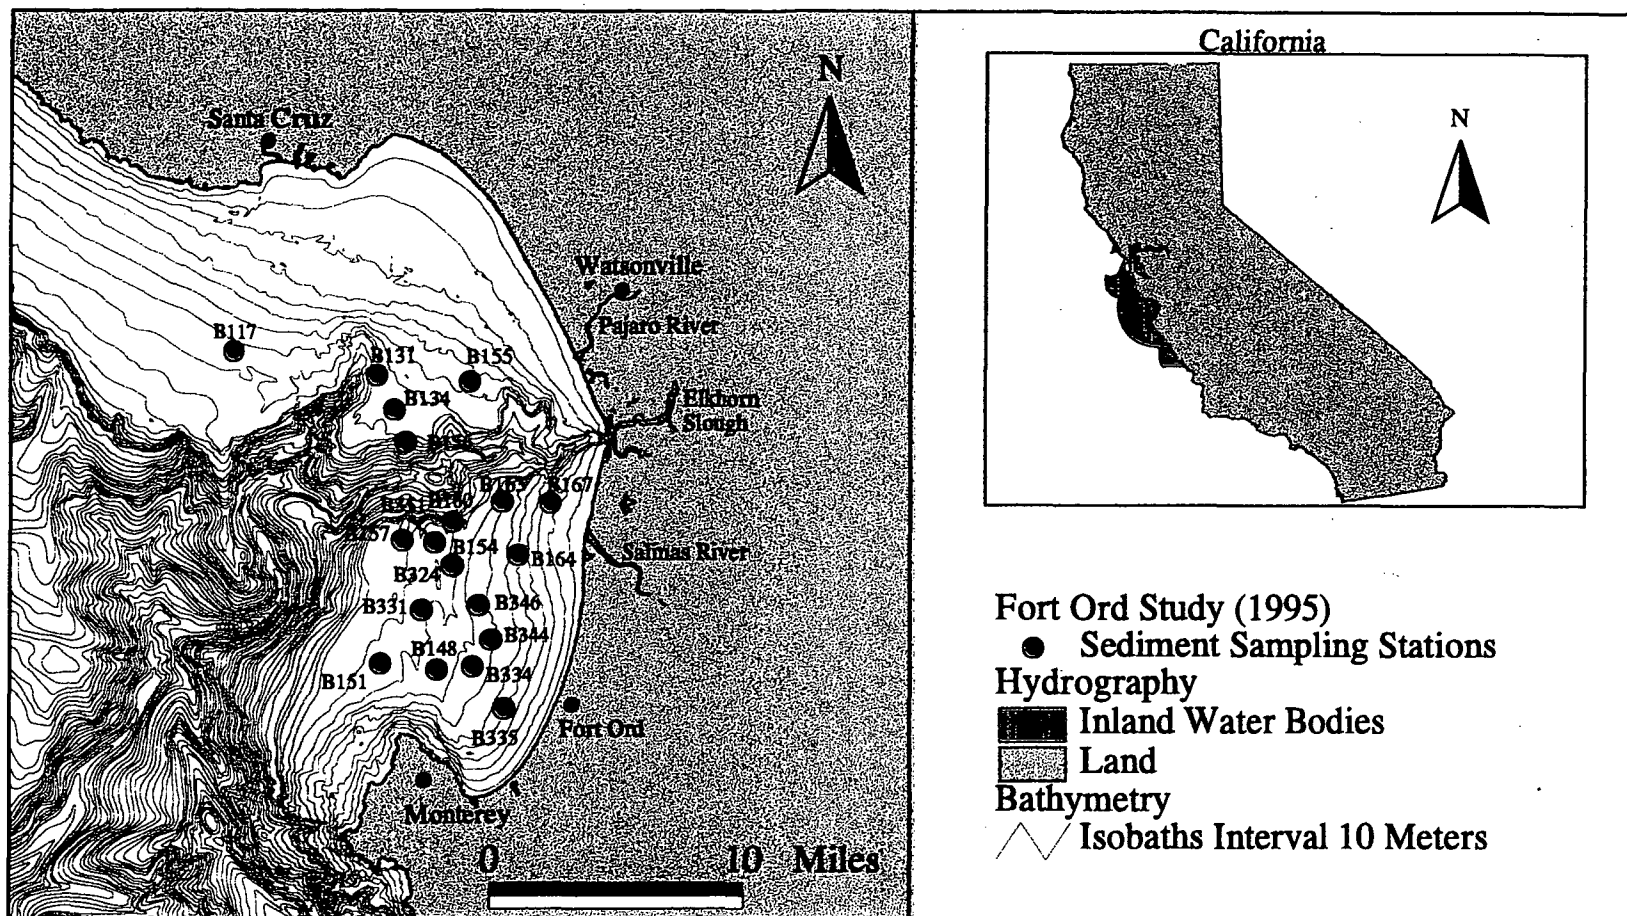 California
N
Santa Cruz
N
Watsonville
Pajaro River
B117
B131
B155
B134
Elkhorn
Slough
B156
B163
B167
B154
B164
Salinas River
B324
B331
B346
B344
B148
B334
B151
B335
Fort Ord
Monterey
0 10 Miles
Fort Ord Study (1995)
Sediment Sampling Stations
Hydrography
Inland Water Bodies
Land
Bathymetry
Isobaths Interval 10 Meters